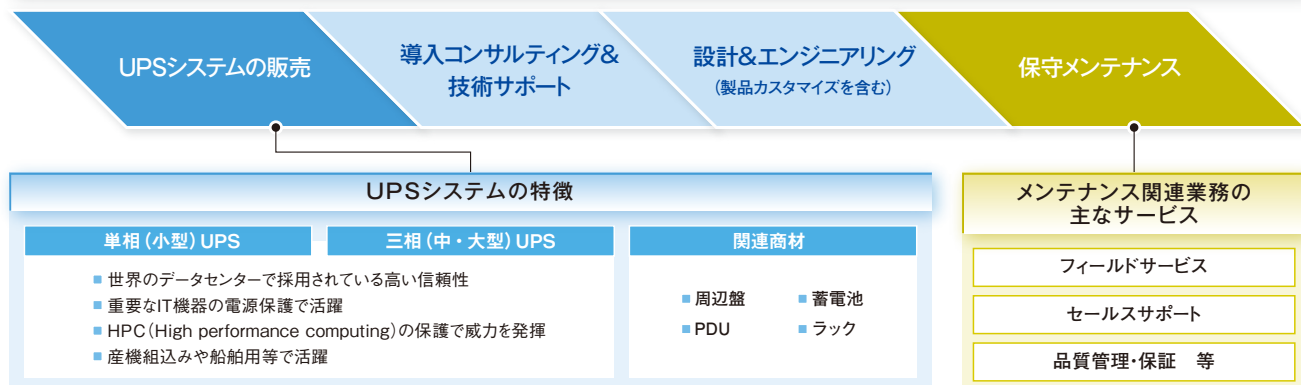 UPSシステムの販売
導入コンサルティング&
技術サポート
設計&エンジニアリング
(製品カスタマイズを含む)
保守メンテナンス
UPSシステムの特徴
単相(小型)UPS
三相(中・大型)UPS
関連商材
世界のデータセンターで採用されている高い信頼性
重要なIT機器の電源保護で活躍
HPC(High performance computing)の保護で威力を発揮
産機組込みや船舶用等で活躍
周辺盤
蓄電池
PDU
ラック
メンテナンス関連業務の
主なサービス
フィールドサービス
セールスサポート
品質管理・保証 等